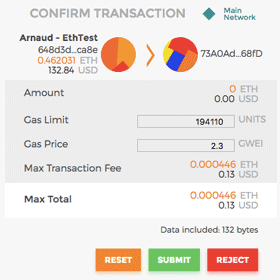 CONFIRM TRANSACTION
Main
Network
Arnaud - EthTest
648d3d...ca8e
0.462031 ETH
132.84 USD
73A0Ad...68fD
Amount 0 ETH
0.00 USD
Gas Limit 194110 UNITS
Gas Price 2.3 GWEI
Max Transaction Fee 0.000446 ETH
0.13 USD
Max Total 0.000446 ETH
0.13 USD
Data included: 132 bytes
RESET SUBMIT REJECT